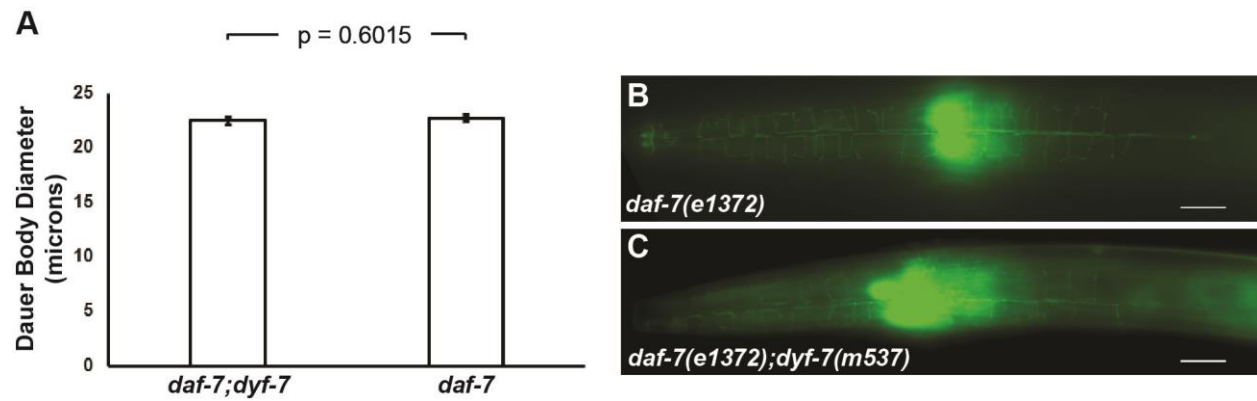 A
p = 0.6015
Dauer Body Diameter
(microns)
25
20
15
10
5
0
daf-7;dyf-7
daf-7
B
daf-7(e1372)
C
daf-7(e1372);dyf-7(m537)